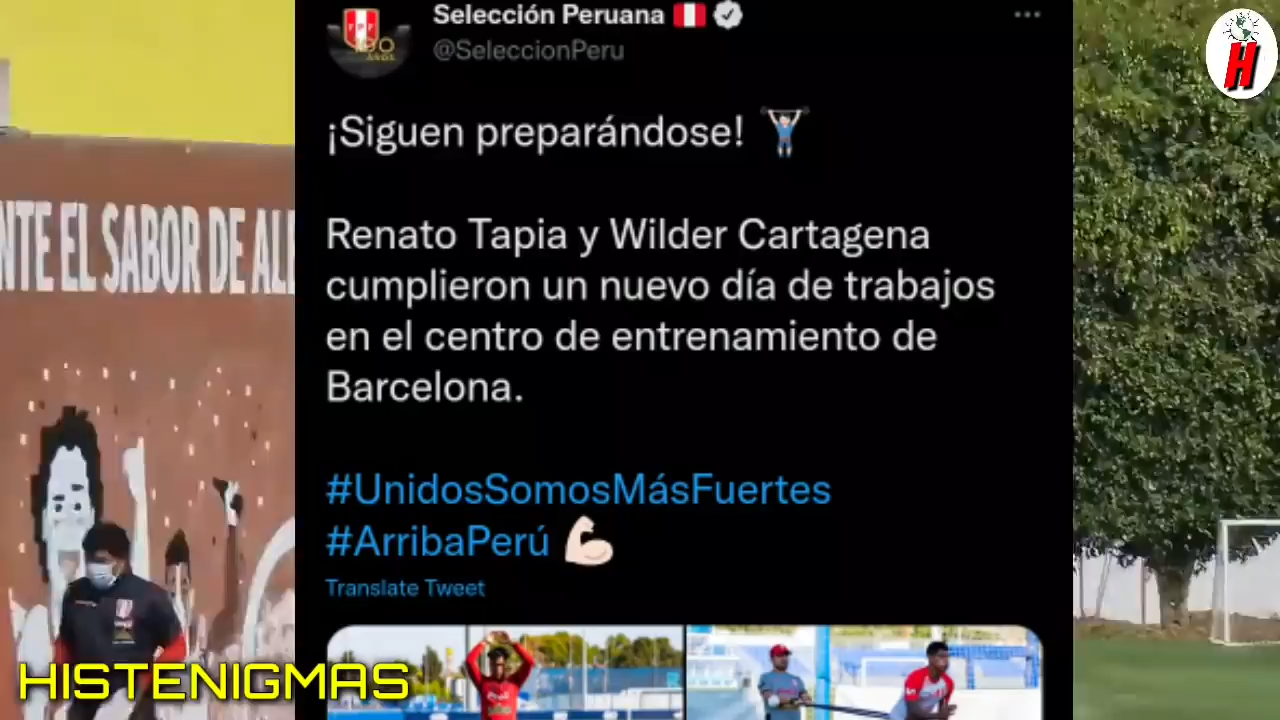 Selección Peruana
@SeleccionPeru
¡Siguen preparándose!
Renato Tapia y Wilder Cartagena
cumplieron un nuevo día de trabajos
en el centro de entrenamiento de
Barcelona.
#UnidosSomosMásFuertes
#ArribaPerú
Translate Tweet
NTE EL SABOR DE AL
HISTENIGMAS
H